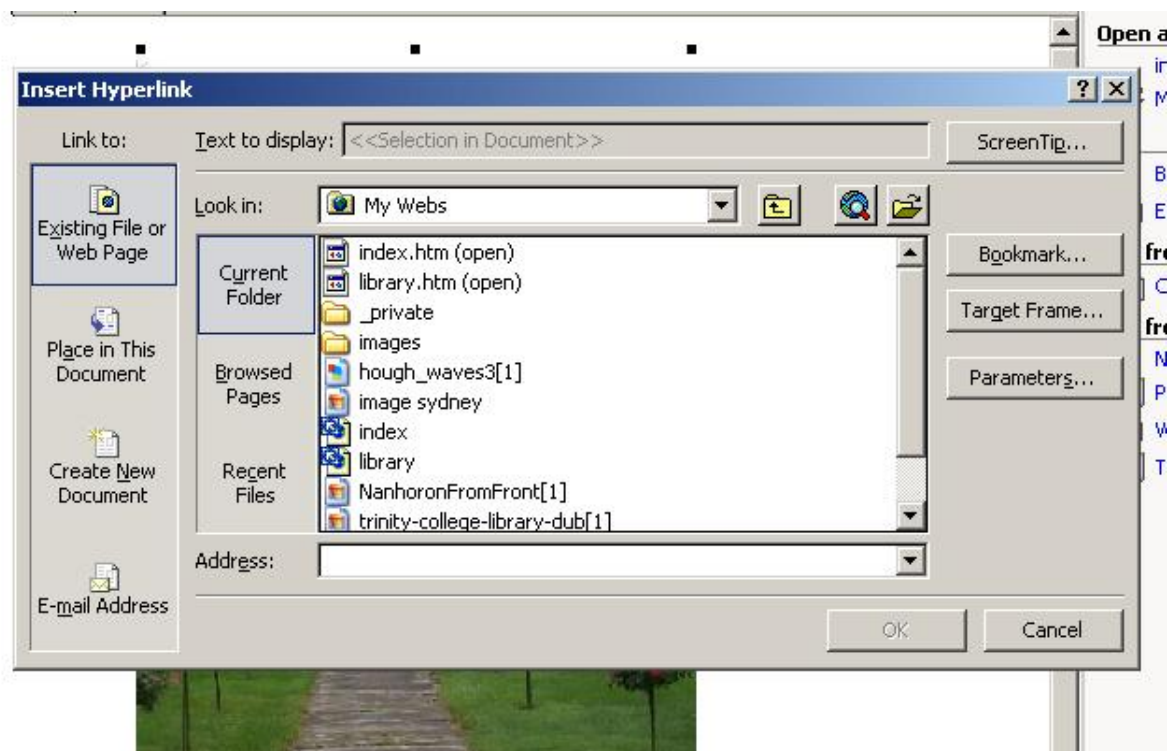 Open a
Insert Hyperlink
Link to:
Text to display: <<Selection in Document>>
ScreenTip...
Existing File or
Web Page
Place in This
Document
Create New
Document
E-mail Address
Look in: My Webs
Current
Folder
Browsed
Pages
Recent
Files
index.htm (open)
library.htm (open)
_private
images
hough_waves3[1]
image sydney
index
library
NanhoronFromFront[1]
trinity-college-library-dub[1]
Bookmark...
Target Frame...
Parameters...
Address:
OK
Cancel